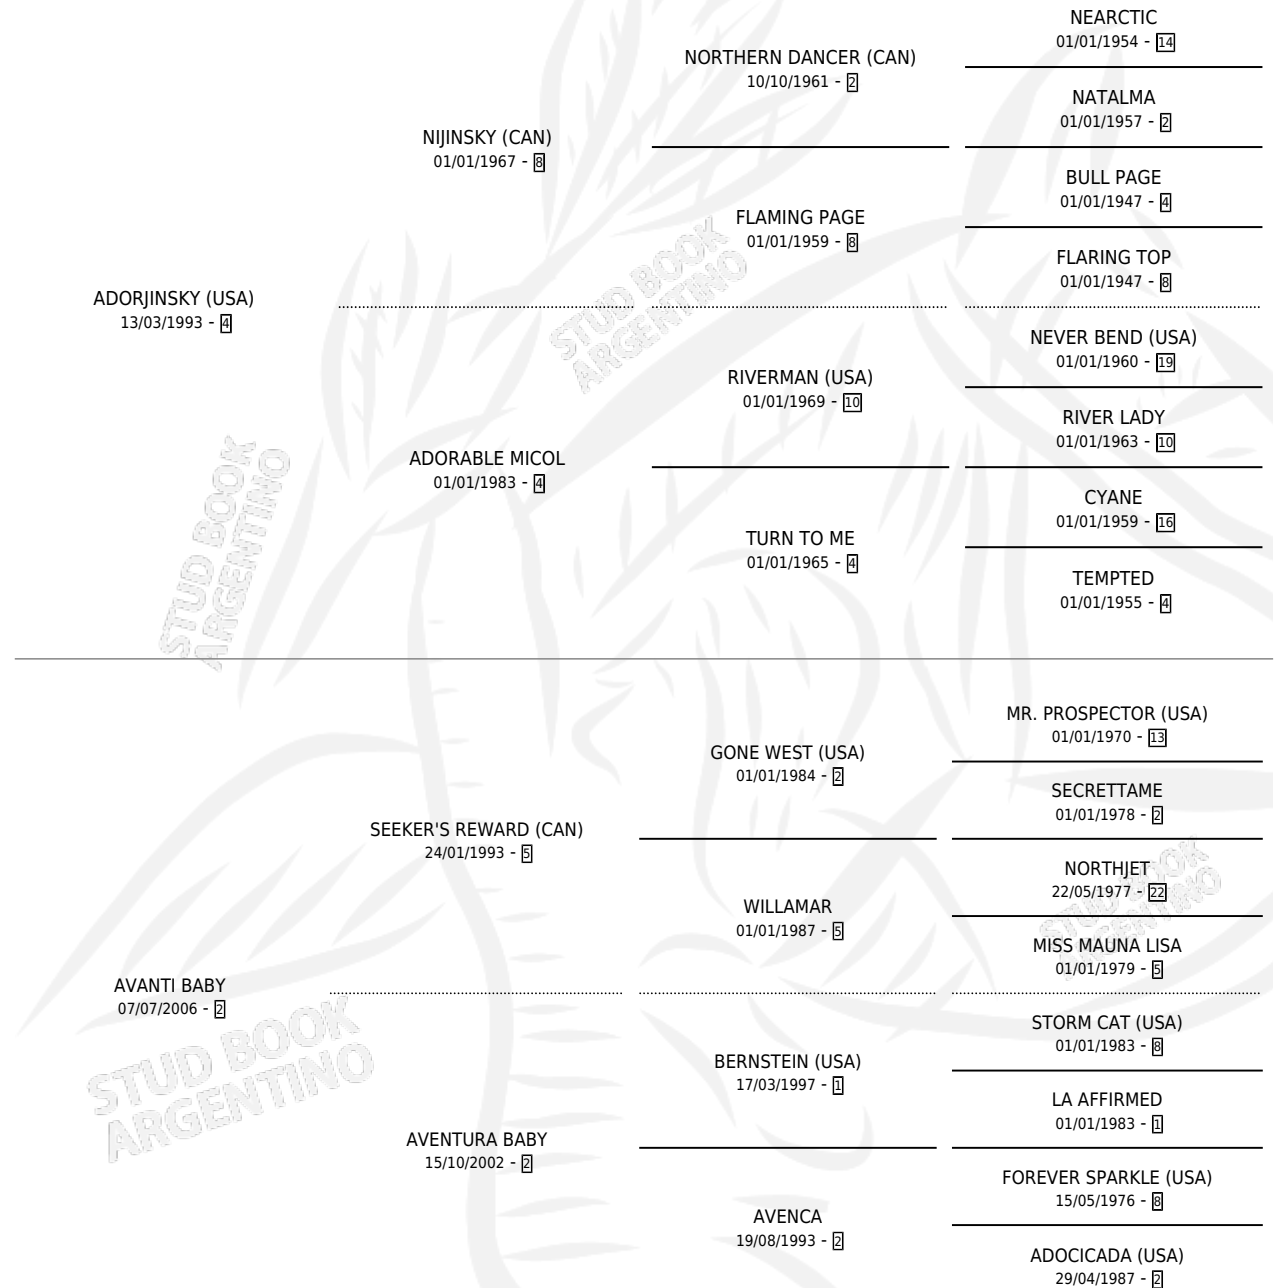 NEARCTIC
01/01/1954 - 14
NORTHERN DANCER (CAN)
10/10/1961 - 2
NATALMA
01/01/1957 - 2
NIJINSKY (CAN)
01/01/1967 - 8
BULL PAGE
01/01/1947 - 4
FLAMING PAGE
01/01/1959 - 8
FLARING TOP
01/01/1947 - 8
ADORJINSKY (USA)
13/03/1993 - 4
NEVER BEND (USA)
01/01/1960 - 19
RIVERMAN (USA)
01/01/1969 - 10
RIVER LADY
01/01/1963 - 10
ADORABLE MICOL
01/01/1983 - 4
CYANE
01/01/1959 - 16
TURN TO ME
01/01/1965 - 4
TEMPTED
01/01/1955 - 4
MR. PROSPECTOR (USA)
01/01/1970 - 13
GONE WEST (USA)
01/01/1984 - 2
SECRETTAME
01/01/1978 - 2
SEEKER'S REWARD (CAN)
24/01/1993 - 5
NORTHJET
22/05/1977 - 22
WILLAMAR
01/01/1987 - 5
MISS MAUNA LISA
01/01/1979 - 5
AVANTI BABY
07/07/2006 - 2
STORM CAT (USA)
01/01/1983 - 8
BERNSTEIN (USA)
17/03/1997 - 1
LA AFFIRMED
01/01/1983 - 1
AVENTURA BABY
15/10/2002 - 2
FOREVER SPARKLE (USA)
15/05/1976 - 8
AVENCA
19/08/1993 - 2
ADOCICADA (USA)
29/04/1987 - 2
STUD BOOK
ARGENTINO
STUD BOOK
ARGENTINO
STUD BOOK
ARGENTINO
STUD BOOK
ARGENTINO